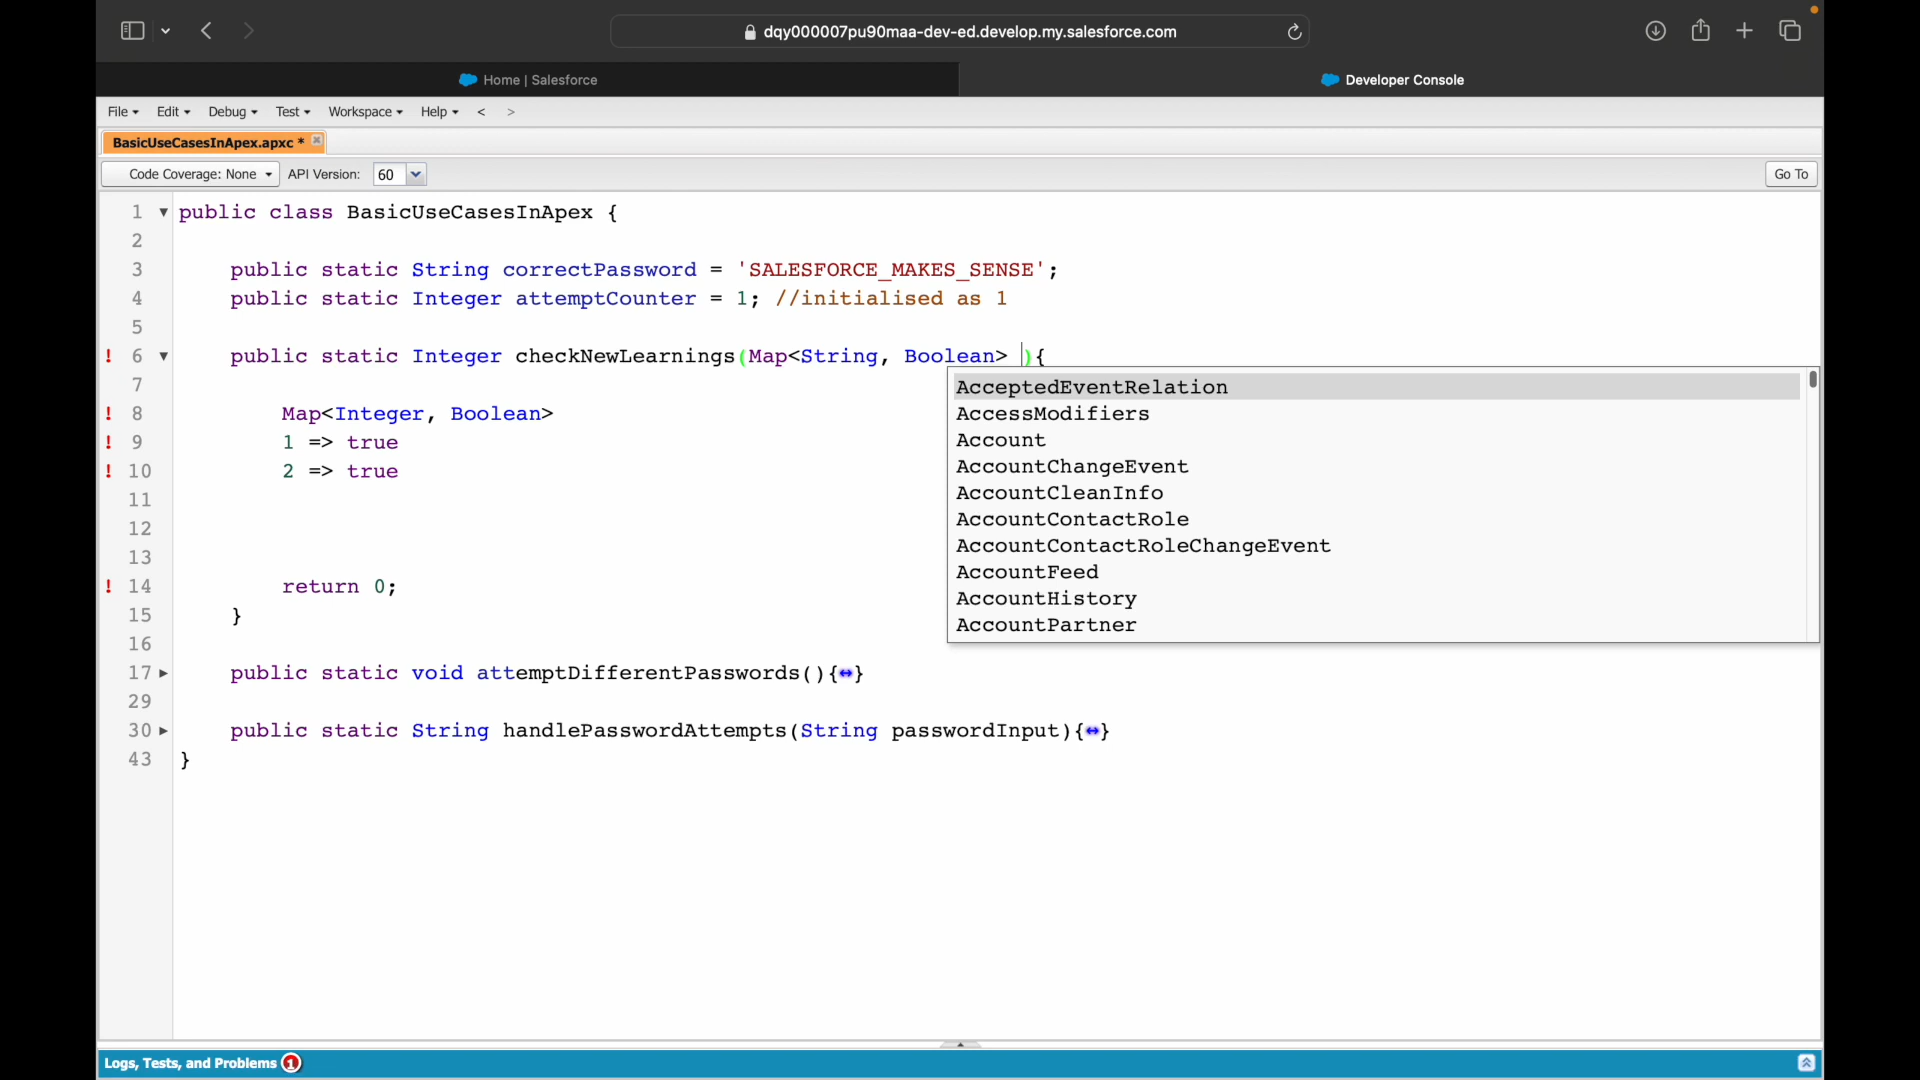 dqy000007pu90maa-dev-ed.develop.my.salesforce.com
Home | Salesforce
Developer Console
File Edit Debug Test Workspace Help < >
BasicUseCasesInApex.apxc *
Code Coverage: None API Version: 60 Go To
1 public class BasicUseCasesInApex {
2
3 public static String correctPassword = 'SALESFORCE_MAKES_SENSE';
4 public static Integer attemptCounter = 1; //initialised as 1
5
! 6 public static Integer checkNewLearnings(Map<String, Boolean> ){
7
! 8 Map<Integer, Boolean>
! 9 1 => true
! 10 2 => true
11
12
13
! 14 return 0;
15 }
16
17 public static void attemptDifferentPasswords(){↔}
29
30 public static String handlePasswordAttempts(String passwordInput){↔}
43 }
AcceptedEventRelation
AccessModifiers
Account
AccountChangeEvent
AccountCleanInfo
AccountContactRole
AccountContactRoleChangeEvent
AccountFeed
AccountHistory
AccountPartner
Logs, Tests, and Problems 1